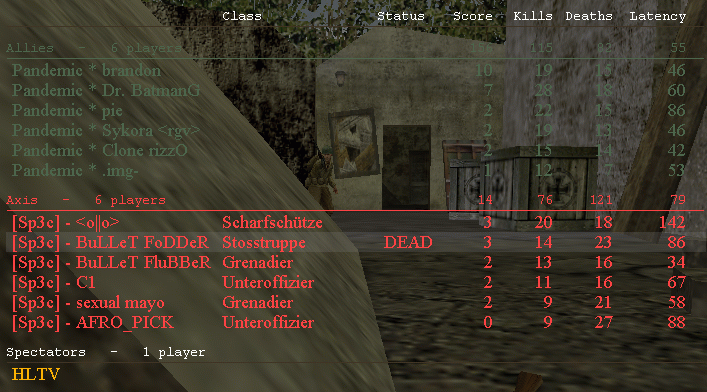 Class Status Score Kills Deaths Latency
Allies - 6 players 115 55
Pandemic * brandon 10 19 15 46
Pandemic * Dr. BatmanG 7 28 18 60
Pandemic * pie 2 22 15 86
Pandemic * Sykora <rgv> 2 19 13 46
Pandemic * Clone rizzO 2 15 42
Pandemic * .img- 1 12 53
Axis - 6 players 14 76 121 79
[Sp3c] - <o||o> Scharfschütze 3 20 18 142
[Sp3c] - BuLLeT FoDDeR Stosstruppe DEAD 3 14 23 86
[Sp3c] - BuLLeT FluBBeR Grenadier 2 13 16 34
[Sp3c] - C1 Unteroffizier 2 11 16 67
[Sp3c] - sexual mayo Grenadier 2 9 21 58
[Sp3c] - AFRO_PICK Unteroffizier 0 9 27 88
Spectators - 1 player
HLTV